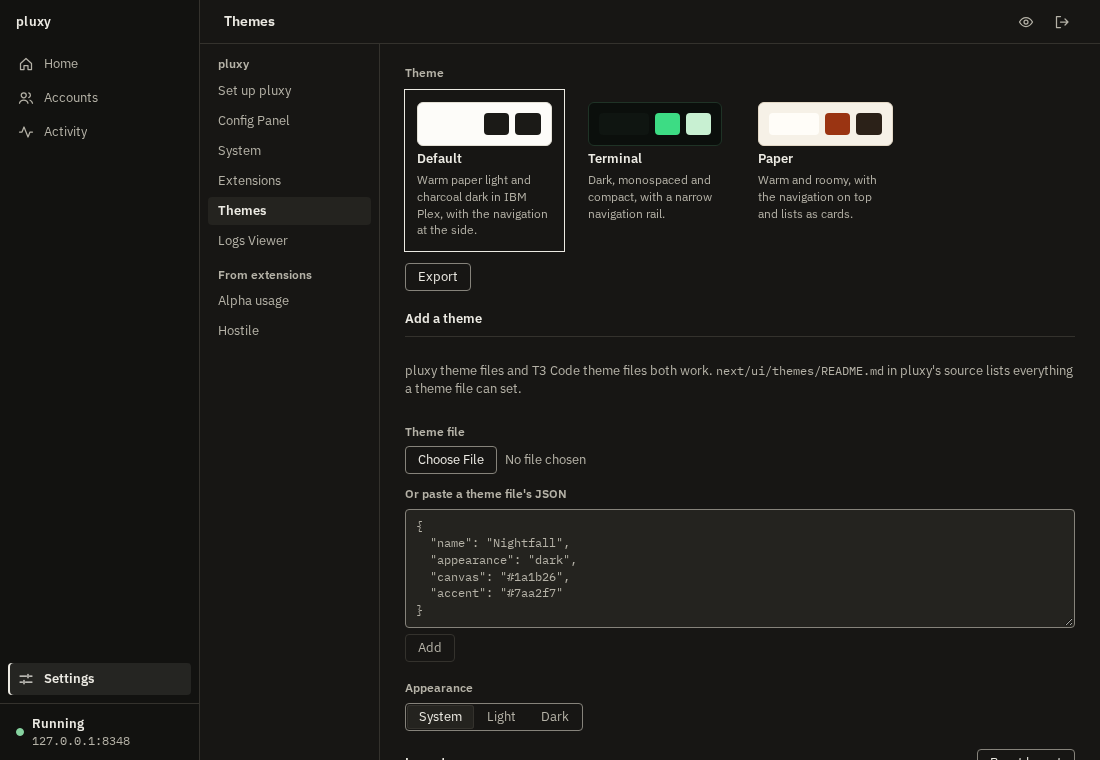 pluxy
Themes
Home
Accounts
Activity
pluxy
Set up pluxy
Config Panel
System
Extensions
Themes
Logs Viewer
From extensions
Alpha usage
Hostile
Theme
Default
Warm paper light and
charcoal dark in IBM
Plex, with the navigation
at the side.
Terminal
Dark, monospaced and
compact, with a narrow
navigation rail.
Paper
Warm and roomy, with
the navigation on top
and lists as cards.
Export
Add a theme
pluxy theme files and T3 Code theme files both work. next/ui/themes/README.md in pluxy's source lists everything
a theme file can set.
Theme file
Choose File No file chosen
Or paste a theme file's JSON
{
"name": "Nightfall",
"appearance": "dark",
"canvas": "#1a1b26",
"accent": "#7aa2f7"
}
Add
Appearance
System Light Dark
Settings
Running
127.0.0.1:8348